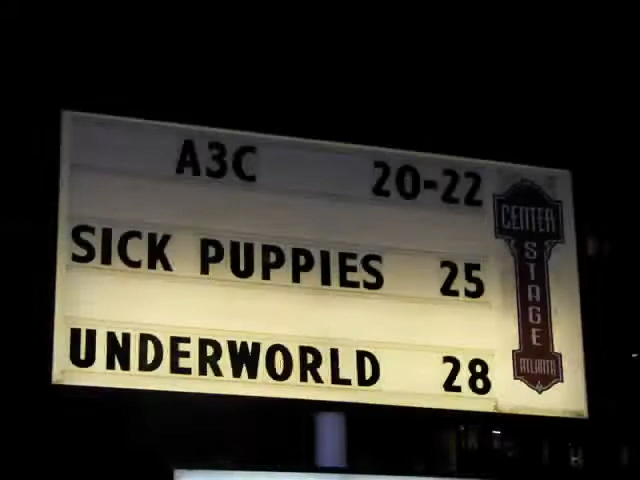 A3C 20-22
SICK PUPPIES 25
UNDERWORLD 28
CENTER
STAGE
ATLANTA